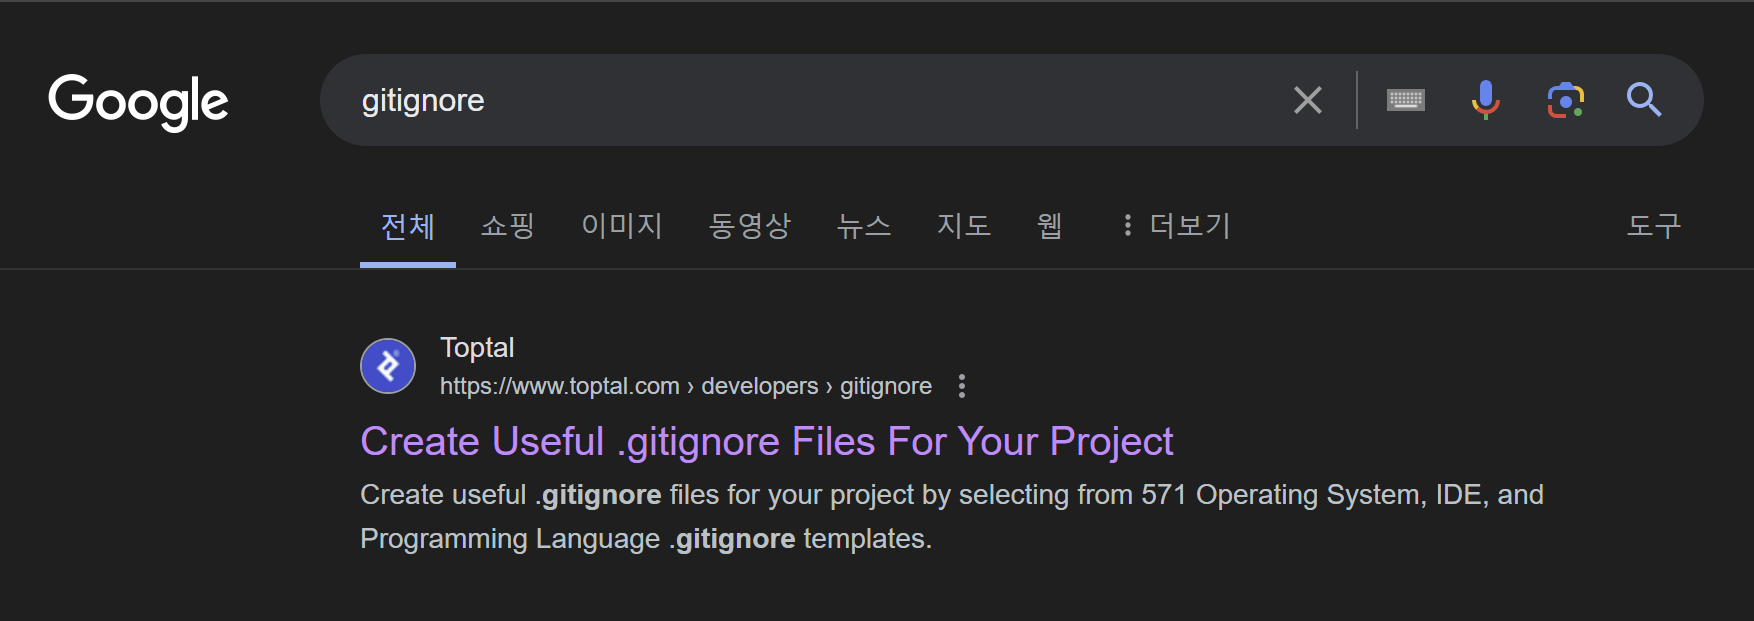 Google
gitignore
전체 쇼핑 이미지 동영상 뉴스 지도 웹 더보기 도구
Toptal
https://www.toptal.com › developers › gitignore
Create Useful .gitignore Files For Your Project
Create useful .gitignore files for your project by selecting from 571 Operating System, IDE, and
Programming Language .gitignore templates.